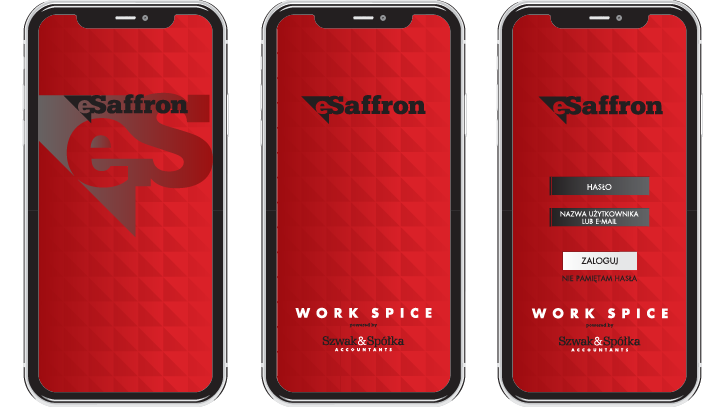 eSaffron
eS
eSaffron
WORK SPICE
powered by
Szwak&Spółka
ACCOUNTANTS
eSaffron
HASŁO
NAZWA UŻYTKOWNIKA
LUB E-MAIL
ZALOGUJ
NIE PAMIĘTAM HASŁA
WORK SPICE
powered by
Szwak&Spółka
ACCOUNTANTS